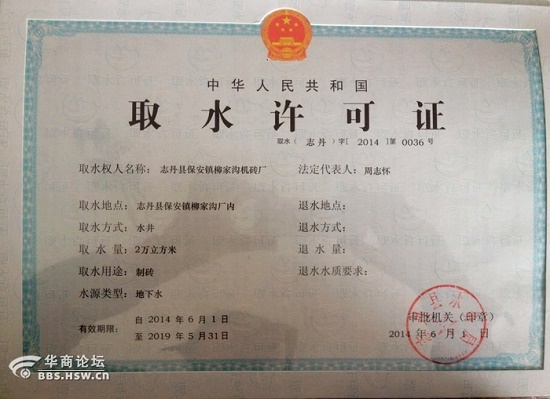 中华人民共和国
取水许可证
取水( 志丹 )字[ 2014 ]第 0036 号
取水权人名称: 志丹县保安镇柳家沟机砖厂 法定代表人: 周志怀
取水地点: 志丹县保安镇柳家沟厂内 退水地点:
取水方式: 水井 退水方式:
取水量: 2万立方米 退水量:
取水用途: 制砖 退水水质要求:
水源类型: 地下水
有效期限: 自 2014 年 6 月 1 日
至 2019 年 5 月 31 日
审批机关(印章)
2014 年 6 月 1 日
华商论坛
BBS.HSW.CN